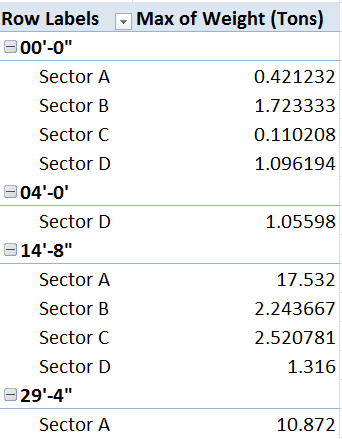 Row Labels Max of Weight (Tons)
00'-0"
Sector A 0.421232
Sector B 1.723333
Sector C 0.110208
Sector D 1.096194
04'-0'
Sector D 1.05598
14'-8"
Sector A 17.532
Sector B 2.243667
Sector C 2.520781
Sector D 1.316
29'-4"
Sector A 10.872